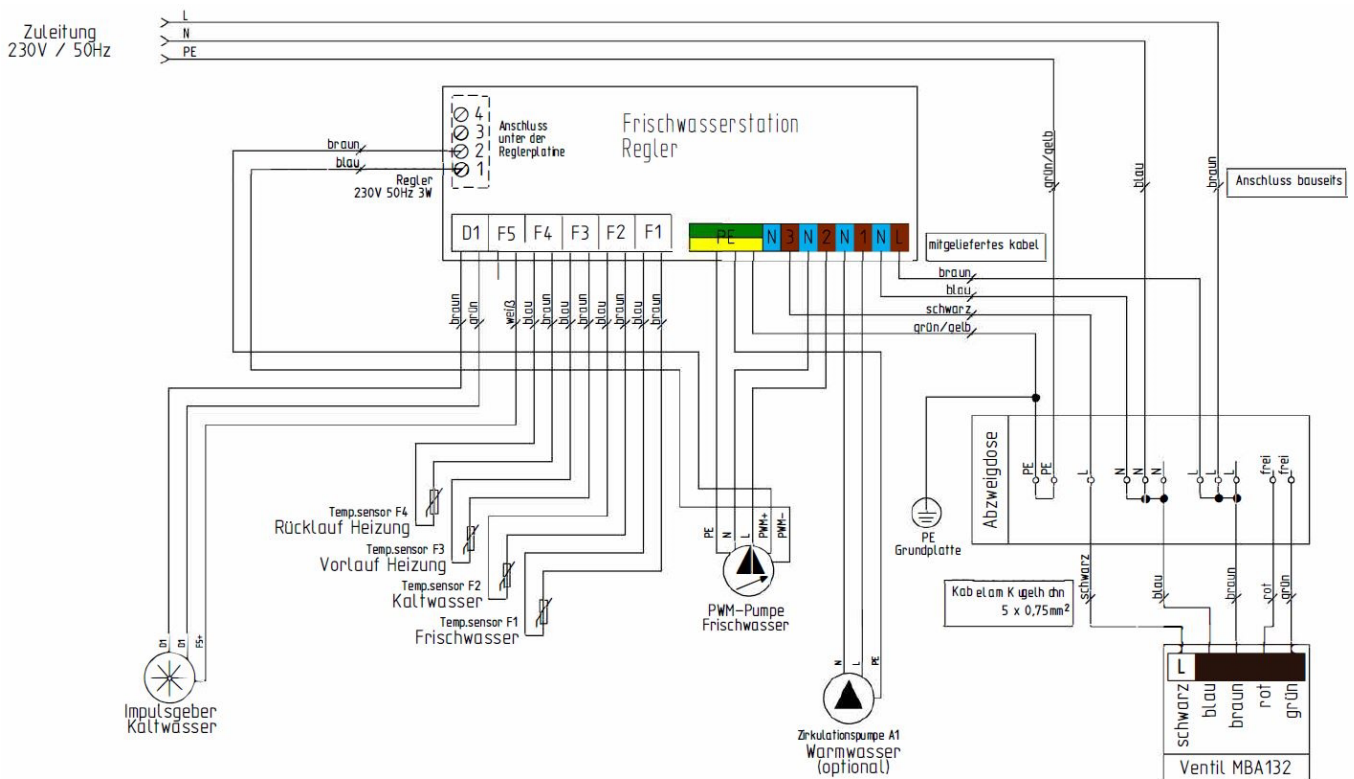 Zuleitung
230V / 50Hz
L
N
PE
4
3
2
1
Anschluss
unter der
Reglerplatine
Frischwasserstation
Regler
braun
blau
Regler
230V 50Hz 3W
grün/gelb
blau
braun
Anschluss bauseits
D1 F5 F4 F3 F2 F1
PE N 3 N 2 N 1 N L
mitgeliefertes kabel
braun
blau
schwarz
grün/gelb
braun
grün
weiß
blau
braun
blau
braun
blau
braun
blau
braun
Abzweigdose
PE
PE
L
N
N
N
L
L
L
frei
frei
PE
Grundplatte
Temp.sensor F4
Rücklauf Heizung
Temp.sensor F3
Vorlauf Heizung
Temp.sensor F2
Kaltwasser
Temp.sensor F1
Frischwasser
PE
N
L
PWM+
PWM-
PWM-Pumpe
Frischwasser
Kabel am Kugelhahn
5 x 0,75mm²
schwarz
blau
braun
rot
grün
D1
D1
F5+
Impulsgeber
Kaltwasser
N
L
PE
Zirkulationspumpe A1
Warmwasser
(optional)
L
schwarz
blau
braun
rot
grün
Ventil MBA132